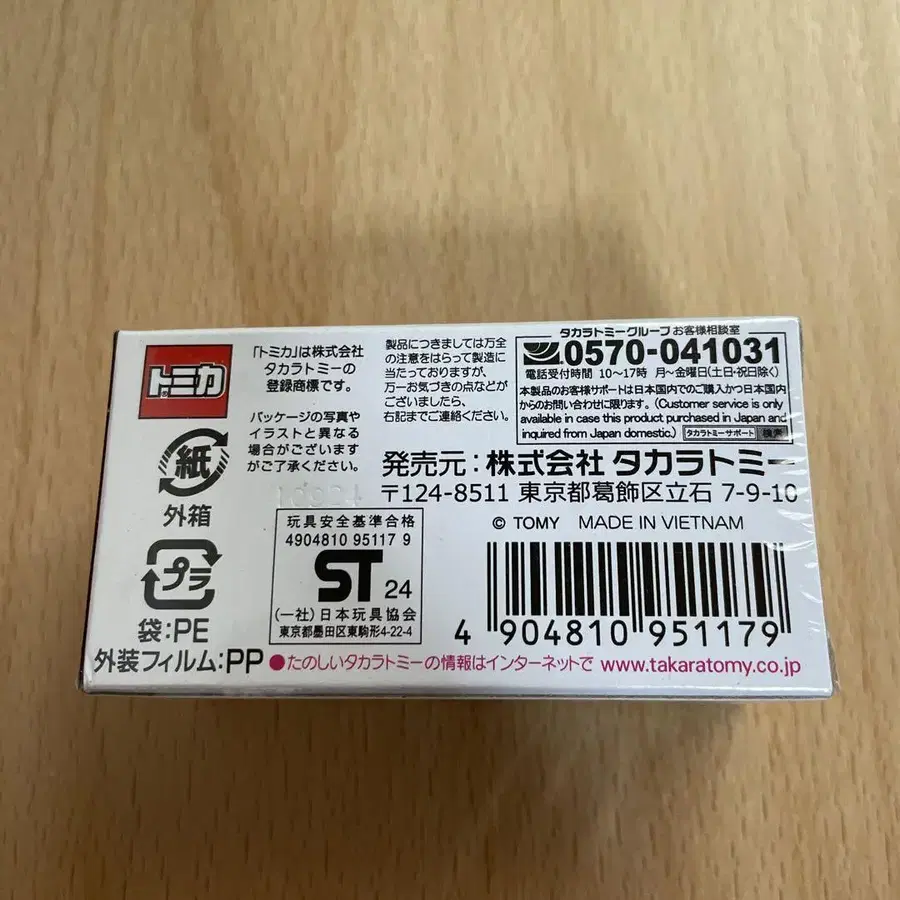 トミカ
「トミカ」は株式会社
タカラトミーの
登録商標です。
パッケージの写真や
イラストと異なる
場合がございます
がご了承ください。
製品につきましては万全
の注意をはらって製造に
当たっておりますが、
万一お気づきの点などが
ございましたら、
右記までご連絡ください。
タカラトミーグループ お客様相談室
0570-041031
電話受付時間 10〜17時 月〜金曜日(土日・祝日除く)
本製品のお客様サポートは日本国内でのご購入かつ日本国内
からのお問い合わせに限ります。(Customer service is only
available in case this product purchased in Japan and
inquired from Japan domestic.) タカラトミーサポート 検索
発売元:株式会社 タカラトミー
〒124-8511 東京都葛飾区立石 7-9-10
© TOMY MADE IN VIETNAM
紙
外箱
プラ
袋:PE
外装フィルム:PP
玩具安全基準合格
4904810 95117 9
ST 24
(一社)日本玩具協会
東京都墨田区東駒形4-22-4
4 904810 951179
●たのしいタカラトミーの情報はインターネットで www.takaratomy.co.jp